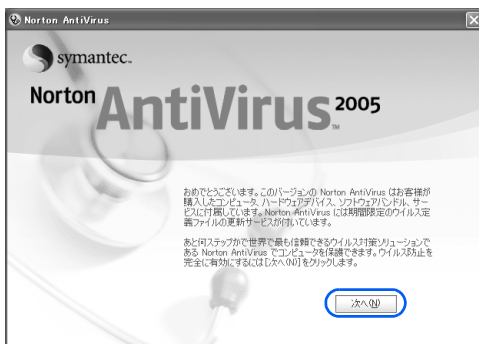 Norton AntiVirus
symantec.
Norton AntiVirus 2005
TM
おめでとうございます。このバージョンの Norton AntiVirus はお客様が
購入したコンピュータ、ハードウェアデバイス、ソフトウェアバンドル、サー
ビスに付属しています。Norton AntiVirus には期間限定のウイルス定
義ファイルの更新サービスが付いています。
あと何ステップかで世界で最も信頼できるウイルス対策ソリューションで
ある Norton AntiVirus でコンピュータを保護できます。ウイルス防止を
完全に有効にするには[次へ(N)]をクリックします。
次へ(N)